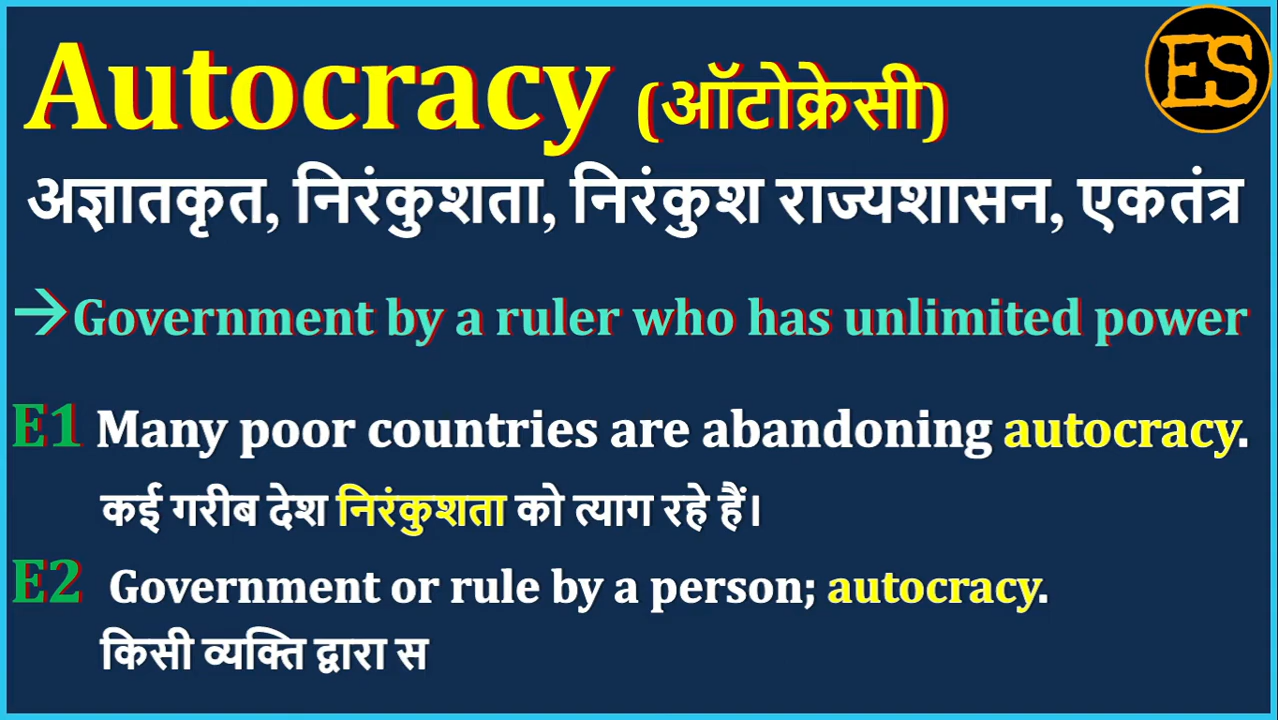 Autocracy (ऑटोक्रेसी)
ES
अज्ञातकृत, निरंकुशता, निरंकुश राज्यशासन, एकतंत्र
→Government by a ruler who has unlimited power
E1 Many poor countries are abandoning autocracy.
कई गरीब देश निरंकुशता को त्याग रहे हैं।
E2 Government or rule by a person; autocracy.
किसी व्यक्ति द्वारा स